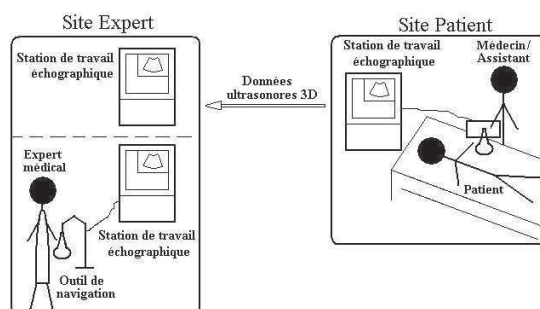 Site Expert
Station de travail
échographique
Expert
médical
Station de travail
échographique
Outil de
navigation
Données
ultrasonores 3D
Site Patient
Station de travail
échographique
Médecin/
Assistant
Patient